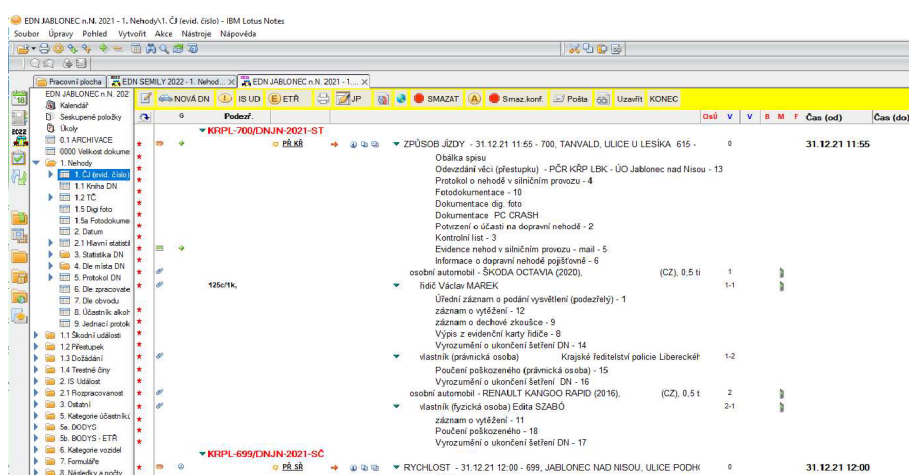 EDN JABLONEC n.N. 2021 - 1. Nehody\1. ČJ (evid. číslo) - IBM Lotus Notes
Soubor Úpravy Pohled Vytvořit Akce Nástroje Nápověda
Pracovní plocha EDN SEMILY 2022 - 1. Nehod... EDN JABLONEC n.N. 2021 - 1....
NOVÁ DN IS UD ETŘ JP SMAZAT Smaz.konf. Pošta Uzavřít KONEC
G Podezř. Osů V V B M F Čas (od) Čas (do)
EDN JABLONEC n.N. 202
Kalendář
Seskupené položky
Úkoly
0.1 ARCHIVACE
0000 Velikost dokume
1. Nehody
1. ČJ (evid. číslo)
1.1 Kniha DN
1.2 TČ
1.5 Digi foto
1.5a Fotodokume
2. Datum
2.1 Hlavní statisti
3. Statistika DN
4. Dle místa DN
5. Protokol DN
6. Dle zpracovate
7. Dle obvodu
8. Účastník alkoh
9. Jednací protok
1.1 Škodní události
1.2 Přestupek
1.3 Dožádání
1.4 Trestné činy
2. IS Událost
2.1 Rozpracovanost
3. Ostatní
5. Kategorie účastníků
5a. DODYS
5b. BODYS - ETŘ
6. Kategorie vozidel
7. Formuláře
8. Následky a počty
KRPL-700/DNJN-2021-ST
PŘ KŘ ZPŮSOB JÍZDY - 31.12.21 11:55 - 700, TANVALD, ULICE U LESÍKA 615 - 0 31.12.21 11:55
Obálka spisu
Odevzdání věci (přestupku) - PČR KŘP LBK - ÚO Jablonec nad Nisou - 13
Protokol o nehodě v silničním provozu - 4
Fotodokumentace - 10
Dokumentace dig. foto
Dokumentace PC CRASH
Potvrzení o účasti na dopravní nehodě - 2
Kontrolní list - 3
Evidence nehod v silničním provozu - mail - 5
Informace o dopravní nehodě pojišťovně - 6
osobní automobil - ŠKODA OCTAVIA (2020), (CZ), 0,5 ti 1
125c/1k, řidič Václav MAREK 1-1
Úřední záznam o podání vysvětlení (podezřelý) - 1
záznam o vytěžení - 12
záznam o dechové zkoušce - 9
Výpis z evidenční karty řidiče - 8
Vyrozumění o ukončení šetření DN - 14
vlastník (právnická osoba) Krajské ředitelství policie Libereckéh 1-2
Poučení poškozeného (právnická osoba) - 15
Vyrozumění o ukončení šetření DN - 16
osobní automobil - RENAULT KANGOO RAPID (2016), (CZ), 0,5 t 2
vlastník (fyzická osoba) Edita SZABÓ 2-1
záznam o vytěžení - 11
Poučení poškozeného - 18
Vyrozumění o ukončení šetření DN - 17
KRPL-699/DNJN-2021-SČ
PŘ SŘ RYCHLOST - 31.12.21 12:00 - 699, JABLONEC NAD NISOU, ULICE PODH 0 31.12.21 12:00